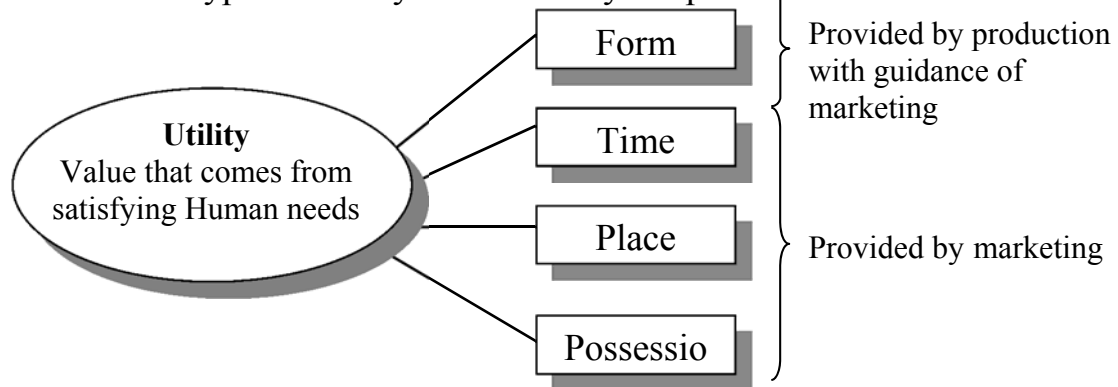 Form
Provided by production
with guidance of
marketing
Utility
Value that comes from
satisfying Human needs
Time
Place
Provided by marketing
Possessio